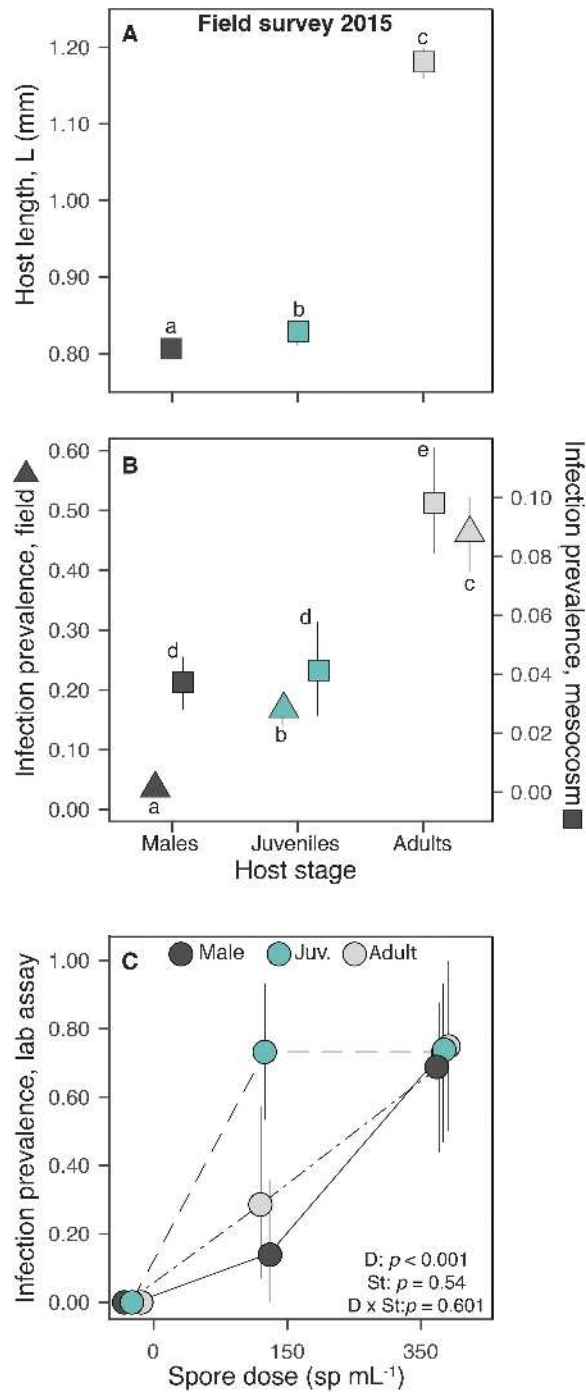 A
Field survey 2015
Host length, L (mm)
1.20
1.10
1.00
0.90
0.80
a
b
c
B
Infection prevalence, field
0.60
0.50
0.40
0.30
0.20
0.10
0.00
a
d
b
d
e
c
0.10
0.08
0.06
0.04
0.02
0.00
Infection prevalence, mesocosm
Males
Juveniles
Adults
Host stage
C
Male
Juv.
Adult
Infection prevalence, lab assay
1.00
0.80
0.60
0.40
0.20
0.00
D: p < 0.001
St: p = 0.54
D x St:p = 0.601
0
150
350
Spore dose (sp mL⁻¹)